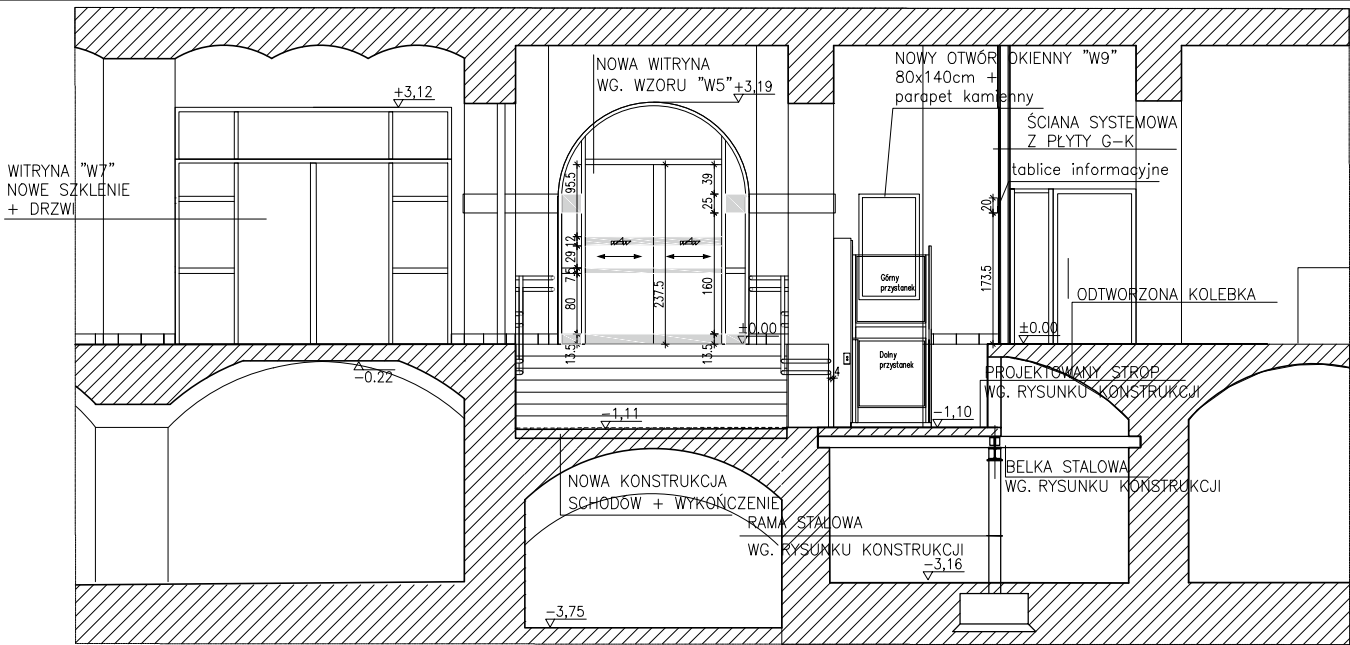 NOWA WITRYNA
WG. WZORU "W5"
+3,19
NOWY OTWÓR OKIENNY "W9"
80x140cm +
parapet kamienny
+3,12
ŚCIANA SYSTEMOWA
Z PŁYTY G-K
tablice informacyjne
WITRYNA "W7"
NOWE SZKLENIE
+ DRZWI
95.5
39
25
20
12
29
7.5
80
13.5
237.5
160
13.5
173.5
Górny
przystanek
Dolny
przystanek
ODTWORZONA KOLEBKA
±0.00
±0.00
-0.22
4
PROJEKTOWANY STROP
WG. RYSUNKU KONSTRUKCJI
-1,11
-1,10
BELKA STALOWA
WG. RYSUNKU KONSTRUKCJI
NOWA KONSTRUKCJA
SCHODÓW + WYKOŃCZENIE
RAMA STALOWA
WG. RYSUNKU KONSTRUKCJI
-3,16
-3,75